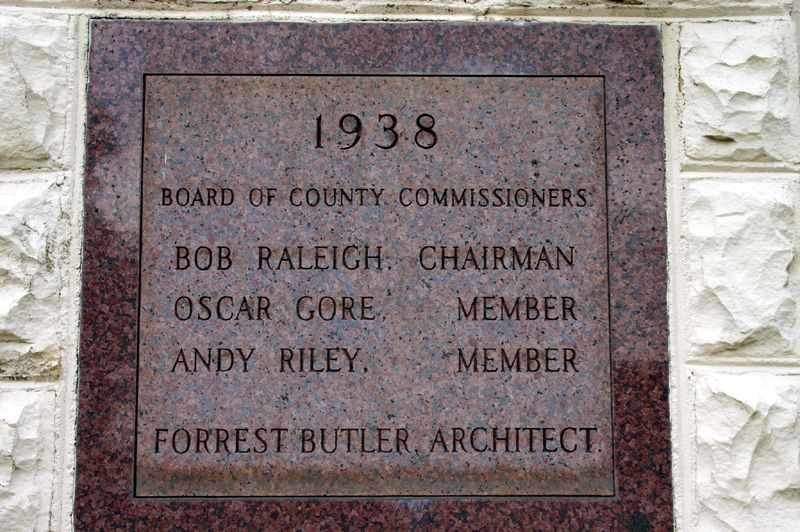 1938
BOARD OF COUNTY COMMISSIONERS
BOB RALEIGH, CHAIRMAN
OSCAR GORE MEMBER
ANDY RILEY, MEMBER
FORREST BUTLER, ARCHITECT.